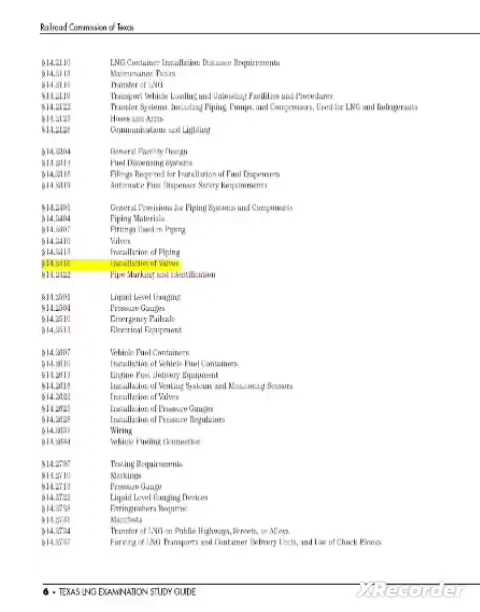 Railroad Commission of Texas
§14.2110 LNG Container Installation Distance Requirements
§14.2113 Maintenance Tanks
§14.2116 Transfer of LNG
§14.2119 Transport Vehicle Loading and Unloading Facilities and Procedures
§14.2122 Transfer Systems, Including Piping, Pumps, and Compressors, Used for LNG and Refrigerants
§14.2125 Hoses and Arms
§14.2128 Communications and Lighting
§14.2304 General Facility Design
§14.2313 Fuel Dispensing Systems
§14.2316 Filings Required for Installation of Fuel Dispensers
§14.2319 Automatic Fuel Dispenser Safety Requirements
§14.2401 General Provisions for Piping Systems and Components
§14.2404 Piping Materials
§14.2407 Fittings Used in Piping
§14.2410 Valves
§14.2413 Installation of Piping
§14.2416 Installation of Valves
§14.2422 Pipe Marking and Identification
§14.2501 Liquid Level Gauging
§14.2504 Pressure Gauges
§14.2510 Emergency Failsafe
§14.2513 Electrical Equipment
§14.2607 Vehicle Fuel Containers
§14.2610 Installation of Vehicle Fuel Containers
§14.2613 Engine Fuel Delivery Equipment
§14.2616 Installation of Venting Systems and Monitoring Sensors
§14.2622 Installation of Valves
§14.2625 Installation of Pressure Gauges
§14.2628 Installation of Pressure Regulators
§14.2631 Wiring
§14.2634 Vehicle Fueling Connection
§14.2707 Testing Requirements
§14.2710 Markings
§14.2713 Pressure Gauge
§14.2722 Liquid Level Gauging Devices
Extinguishers Required
§14.2737 Manifests
Transfer of LNG on Public Highways, Streets, or Alleys
Parking of LNG Transports and Container Delivery Units, and Use of Chock Blocks
6 • TEXAS LNG EXAMINATION STUDY GUIDE
XRecorder